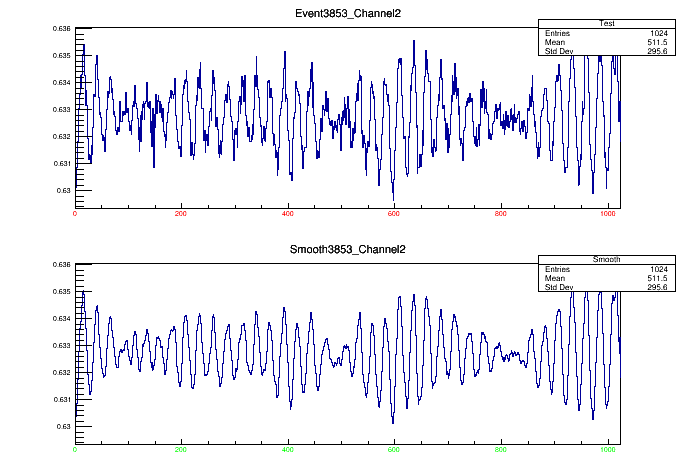 Event3853_Channel2
Test
Entries 1024
Mean 511.5
Std Dev 295.6
0.636
0.635
0.634
0.633
0.632
0.631
0.63
0 200 400 600 800 1000
Smooth3853_Channel2
Smooth
Entries 1024
Mean 511.5
Std Dev 295.6
0.636
0.635
0.634
0.633
0.632
0.631
0.63
0 200 400 600 800 1000